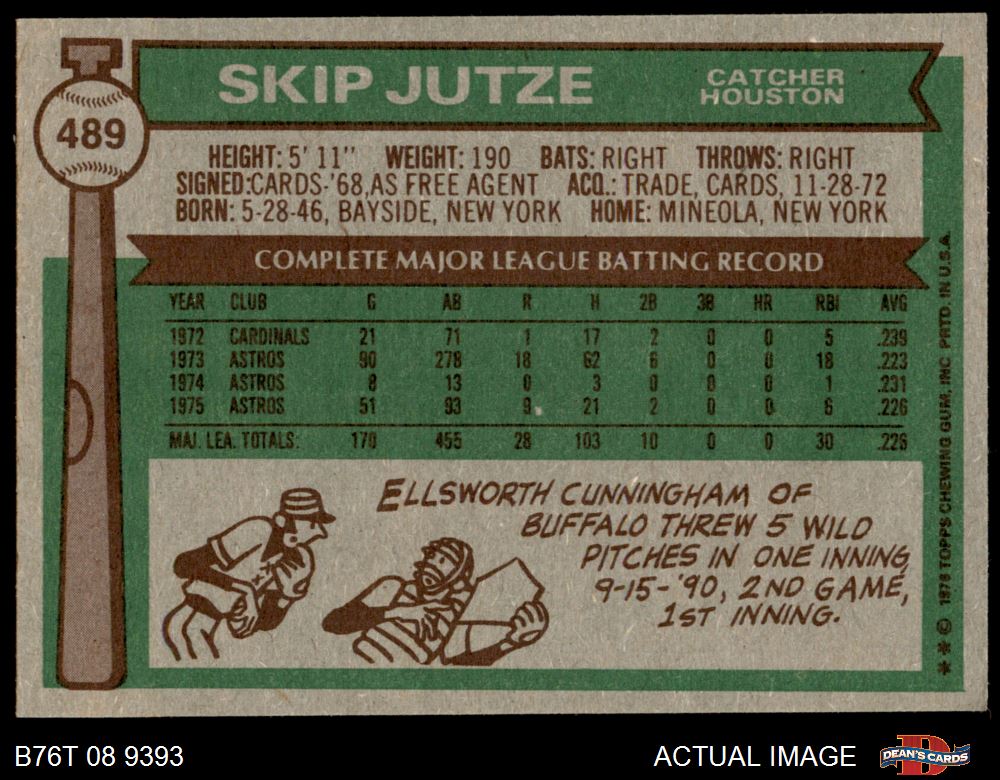 489
SKIP JUTZE
CATCHER
HOUSTON
HEIGHT: 5' 11" WEIGHT: 190 BATS: RIGHT THROWS: RIGHT
SIGNED:CARDS-'68,AS FREE AGENT ACQ.: TRADE, CARDS, 11-28-72
BORN: 5-28-46, BAYSIDE, NEW YORK HOME: MINEOLA, NEW YORK
COMPLETE MAJOR LEAGUE BATTING RECORD
YEAR CLUB G AB R H 2B 3B HR RBI AVG
1972 CARDINALS 21 71 1 17 2 0 0 5 .239
1973 ASTROS 90 278 18 62 6 0 0 18 .223
1974 ASTROS 8 13 0 3 0 0 0 1 .231
1975 ASTROS 51 93 9 21 2 0 0 6 .226
MAJ. LEA. TOTALS: 170 455 28 103 10 0 0 30 .226
ELLSWORTH CUNNINGHAM OF
BUFFALO THREW 5 WILD
PITCHES IN ONE INNING,
9-15-'90, 2ND GAME,
1ST INNING.
** © 1976 TOPPS CHEWING GUM, INC PRTD. IN U.S.A.
B76T 08 9393
ACTUAL IMAGE
D
DEAN'S CARDS